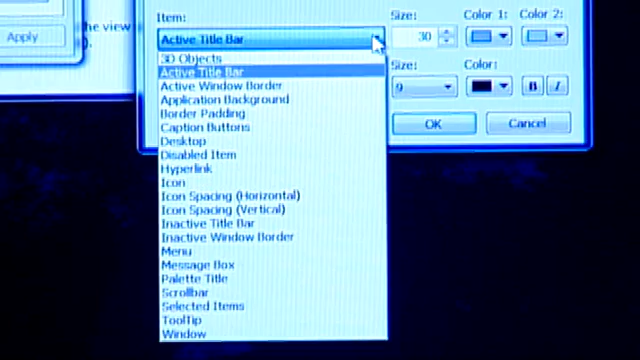 Item:
Size:
Color 1:
Color 2:
he view
).
Apply
Active Title Bar
30
3D Objects
Active Title Bar
Active Window Border
Application Background
Border Padding
Caption Buttons
Desktop
Disabled Item
Hyperlink
Icon
Icon Spacing (Horizontal)
Icon Spacing (Vertical)
Inactive Title Bar
Inactive Window Border
Menu
Message Box
Palette Title
Scrollbar
Selected Items
ToolTip
Window
Size:
Color:
9
B
I
OK
Cancel